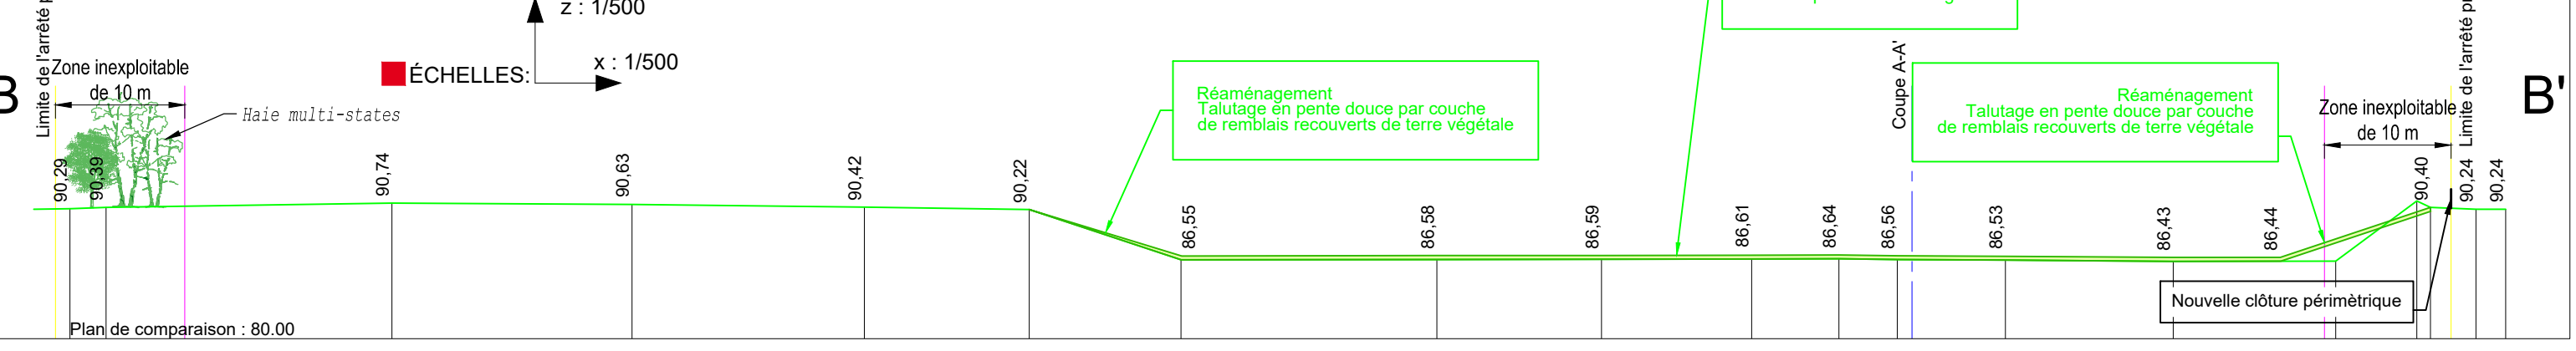 B
Limite de l'arrêté
Zone inexploitable
de 10 m
Haie multi-states
ÉCHELLES:
z : 1/500
x : 1/500
Réaménagement
Talutage en pente douce par couche
de remblais recouverts de terre végétale
Coupe A-A'
Réaménagement
Talutage en pente douce par couche
de remblais recouverts de terre végétale
Zone inexploitable
de 10 m
Limite de l'arrêté
B'
90,29
90,39
90,74
90,63
90,42
90,22
86,55
86,58
86,59
86,61
86,64
86,56
86,53
86,43
86,44
90,40
90,24
90,24
Nouvelle clôture périmètrique
Plan de comparaison : 80.00